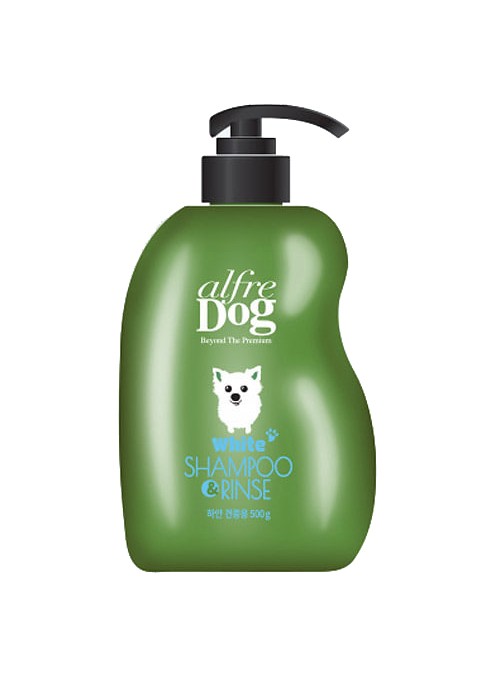 alfre
Dog
Beyond The Premium
White
SHAMPOO
& RINSE
하얀 견종용 500g